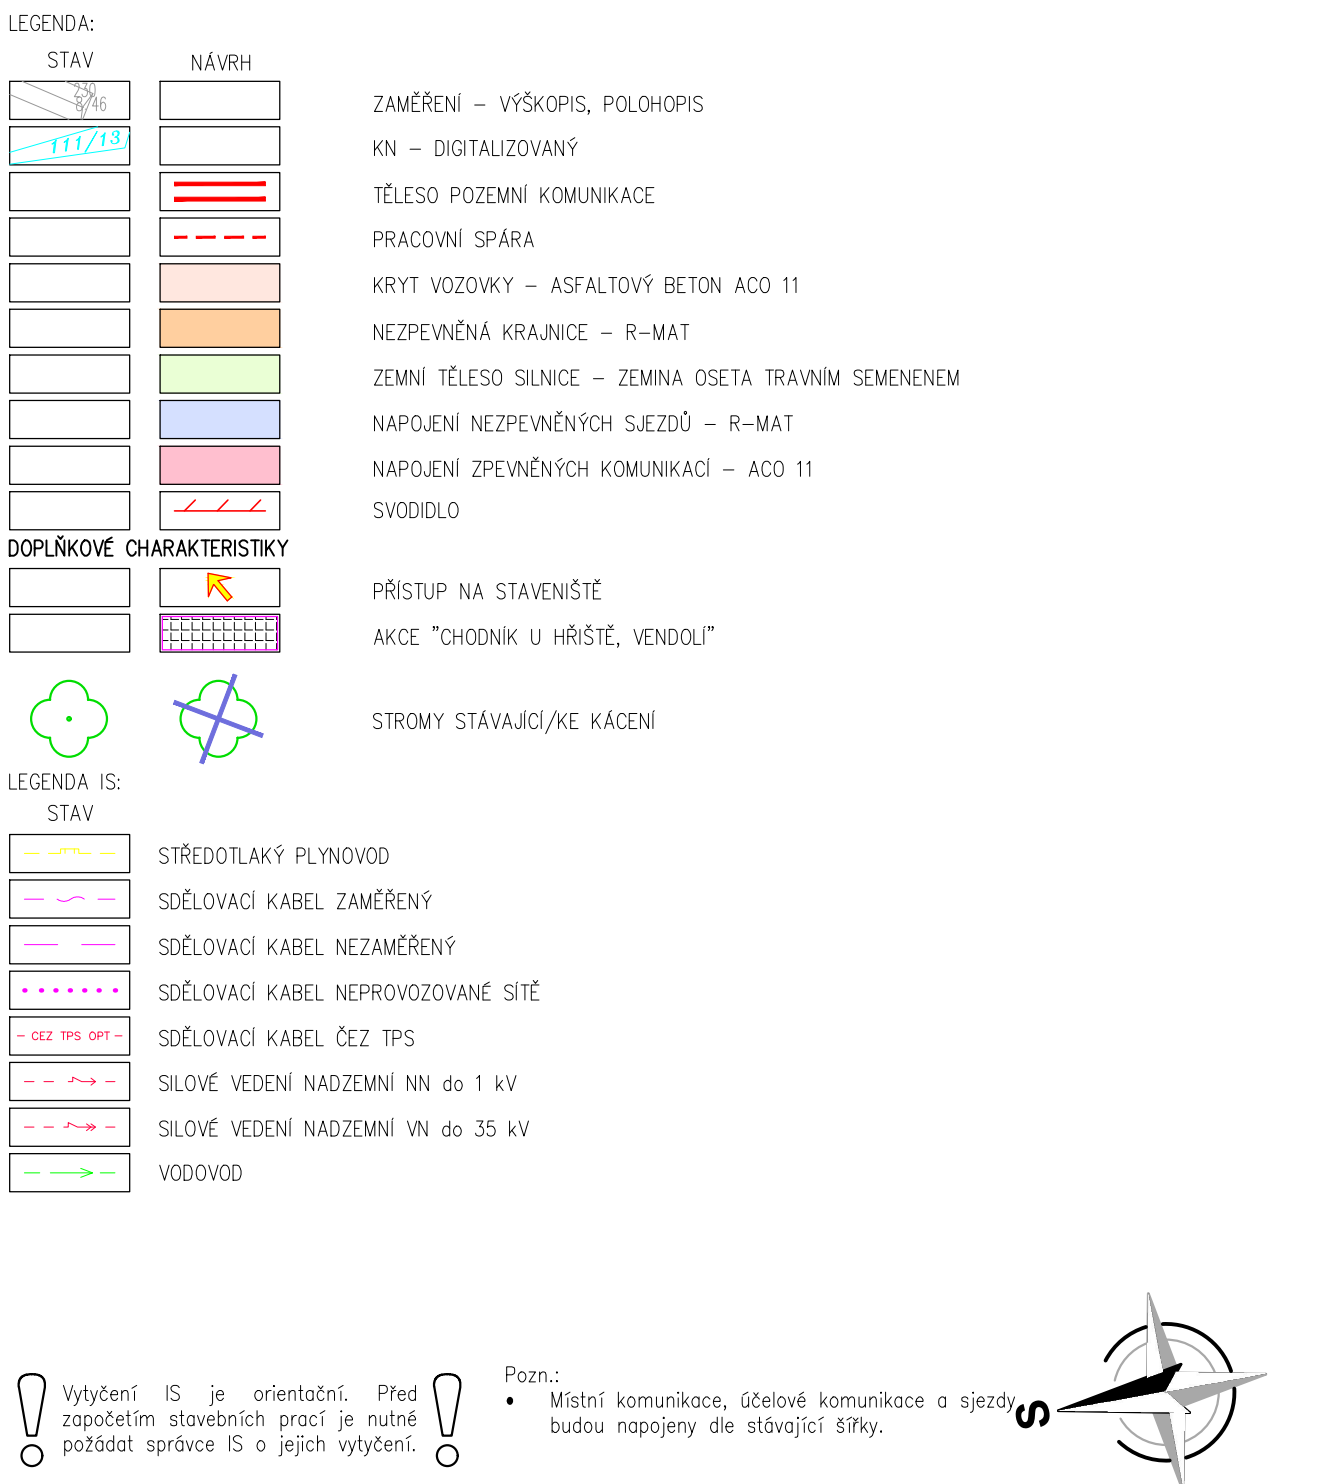 LEGENDA:
STAV NÁVRH
230
8/46 ZAMĚŘENÍ – VÝŠKOPIS, POLOHOPIS
111/13 KN – DIGITALIZOVANÝ
TĚLESO POZEMNÍ KOMUNIKACE
PRACOVNÍ SPÁRA
KRYT VOZOVKY – ASFALTOVÝ BETON ACO 11
NEZPEVNĚNÁ KRAJNICE – R–MAT
ZEMNÍ TĚLESO SILNICE – ZEMINA OSETA TRAVNÍM SEMENENEM
NAPOJENÍ NEZPEVNĚNÝCH SJEZDŮ – R–MAT
NAPOJENÍ ZPEVNĚNÝCH KOMUNIKACÍ – ACO 11
SVODIDLO
DOPLŇKOVÉ CHARAKTERISTIKY
PŘÍSTUP NA STAVENIŠTĚ
AKCE "CHODNÍK U HŘIŠTĚ, VENDOLÍ"
STROMY STÁVAJÍCÍ/KE KÁCENÍ
LEGENDA IS:
STAV
STŘEDOTLAKÝ PLYNOVOD
SDĚLOVACÍ KABEL ZAMĚŘENÝ
SDĚLOVACÍ KABEL NEZAMĚŘENÝ
SDĚLOVACÍ KABEL NEPROVOZOVANÉ SÍTĚ
– CEZ TPS OPT – SDĚLOVACÍ KABEL ČEZ TPS
SILOVÉ VEDENÍ NADZEMNÍ NN do 1 kV
SILOVÉ VEDENÍ NADZEMNÍ VN do 35 kV
VODOVOD
Vytyčení IS je orientační. Před
započetím stavebních prací je nutné
požádat správce IS o jejich vytyčení.
Pozn.:
• Místní komunikace, účelové komunikace a sjezdy
budou napojeny dle stávající šířky.
S